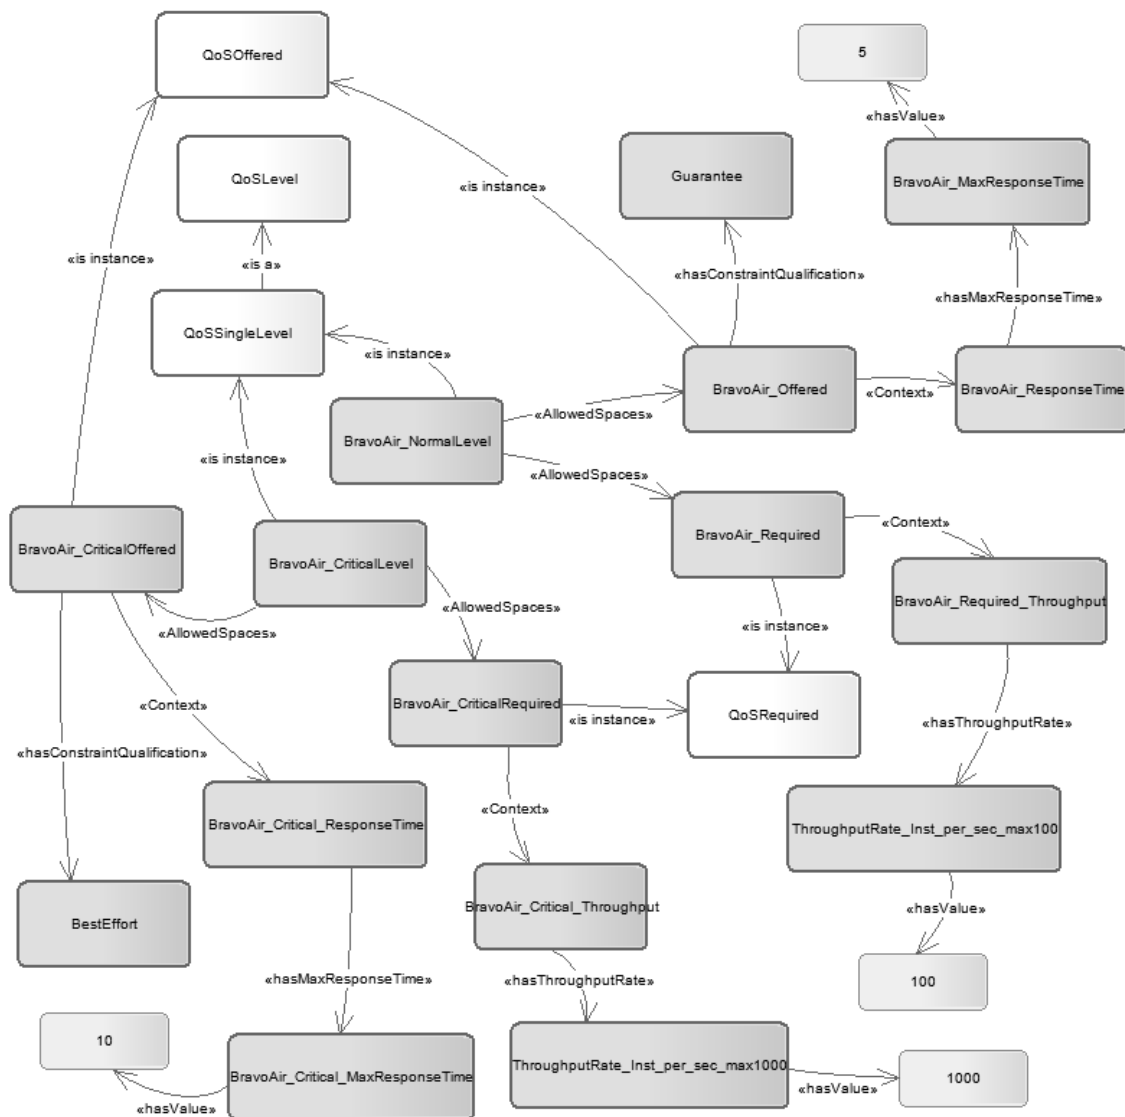 QoSOffered
5
«hasValue»
QoSLevel
Guarantee
BravoAir_MaxResponseTime
«is instance»
«is instance»
«is a»
«hasConstraintQualification»
«hasMaxResponseTime»
QoSSingleLevel
«is instance»
BravoAir_Offered
«Context»
BravoAir_ResponseTime
«AllowedSpaces»
BravoAir_NormalLevel
«is instance»
«AllowedSpaces»
«Context»
BravoAir_Required
BravoAir_CriticalOffered
BravoAir_CriticalLevel
«AllowedSpaces»
BravoAir_Required_Throughput
«is instance»
«AllowedSpaces»
«Context»
BravoAir_CriticalRequired
«is instance»
QoSRequired
«hasThroughputRate»
«hasConstraintQualification»
«Context»
BravoAir_Critical_ResponseTime
ThroughputRate_Inst_per_sec_max100
BravoAir_Critical_Throughput
«hasValue»
BestEffort
«hasMaxResponseTime»
«hasThroughputRate»
100
10
BravoAir_Critical_MaxResponseTime
ThroughputRate_Inst_per_sec_max1000
1000
«hasValue»
«hasValue»